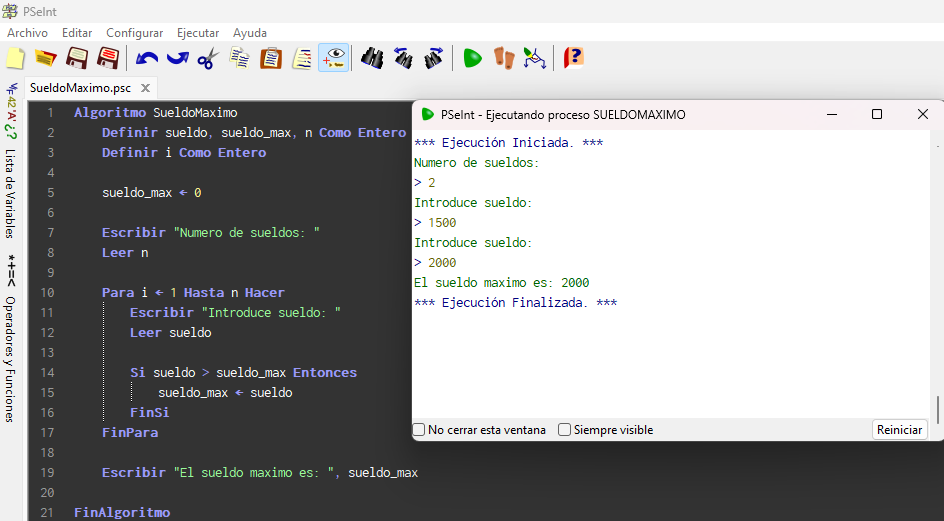 PSeInt
Archivo Editar Configurar Ejecutar Ayuda
SueldoMaximo.psc
Lista de Variables
*+=<
Operadores y Funciones
1 Algoritmo SueldoMaximo
2 Definir sueldo, sueldo_max, n Como Entero
3 Definir i Como Entero
4
5 sueldo_max ← 0
6
7 Escribir "Numero de sueldos: "
8 Leer n
9
10 Para i ← 1 Hasta n Hacer
11 Escribir "Introduce sueldo: "
12 Leer sueldo
13
14 Si sueldo > sueldo_max Entonces
15 sueldo_max ← sueldo
16 FinSi
17 FinPara
18
19 Escribir "El sueldo maximo es: ", sueldo_max
20
21 FinAlgoritmo
PSeInt - Ejecutando proceso SUELDOMAXIMO
*** Ejecución Iniciada. ***
Numero de sueldos:
> 2
Introduce sueldo:
> 1500
Introduce sueldo:
> 2000
El sueldo maximo es: 2000
*** Ejecución Finalizada. ***
No cerrar esta ventana Siempre visible Reiniciar